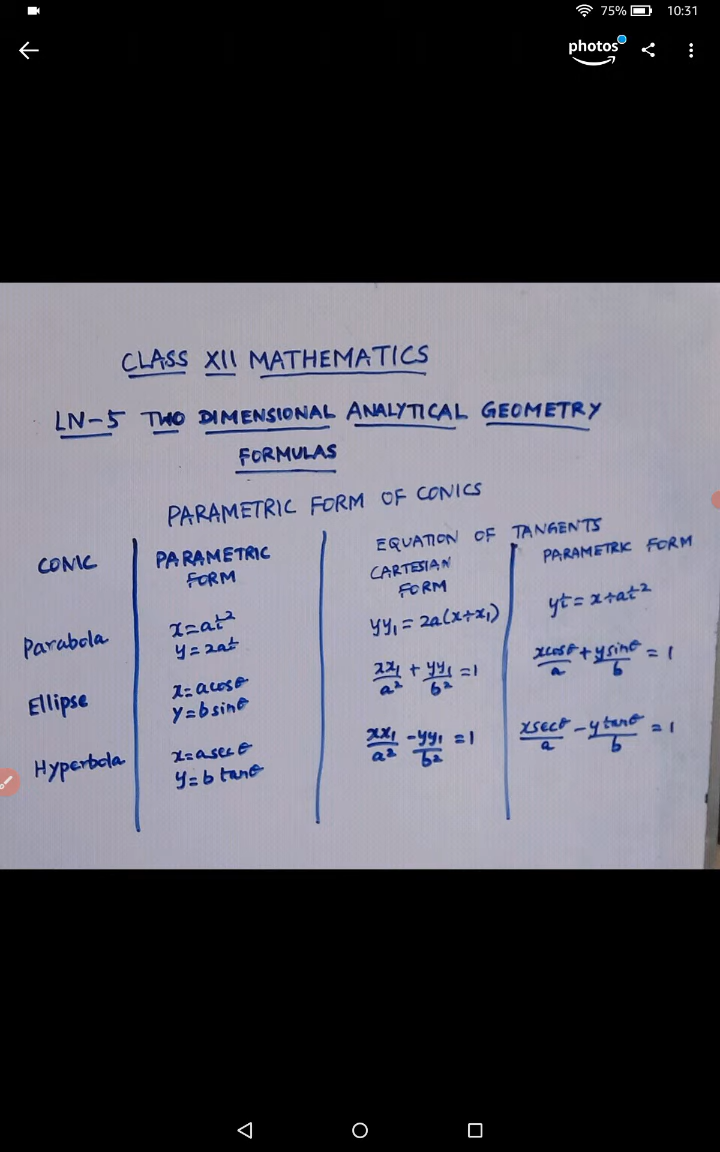 75% 10:31
photos
CLASS XII MATHEMATICS
LN-5 TWO DIMENSIONAL ANALYTICAL GEOMETRY
FORMULAS
PARAMETRIC FORM OF CONICS
EQUATION OF TANGENTS
CONIC PARAMETRIC FORM CARTESIAN FORM PARAMETRIC FORM
Parabola x=at² y=2at yy₁=2a(x+x₁) yt=x+at²
Ellipse x=acosθ y=bsinθ xx₁/a² + yy₁/b² =1 xcosθ/a + ysinθ/b = 1
Hyperbola x=asecθ y=b tanθ xx₁/a² - yy₁/b² =1 xsecθ/a - ytanθ/b = 1